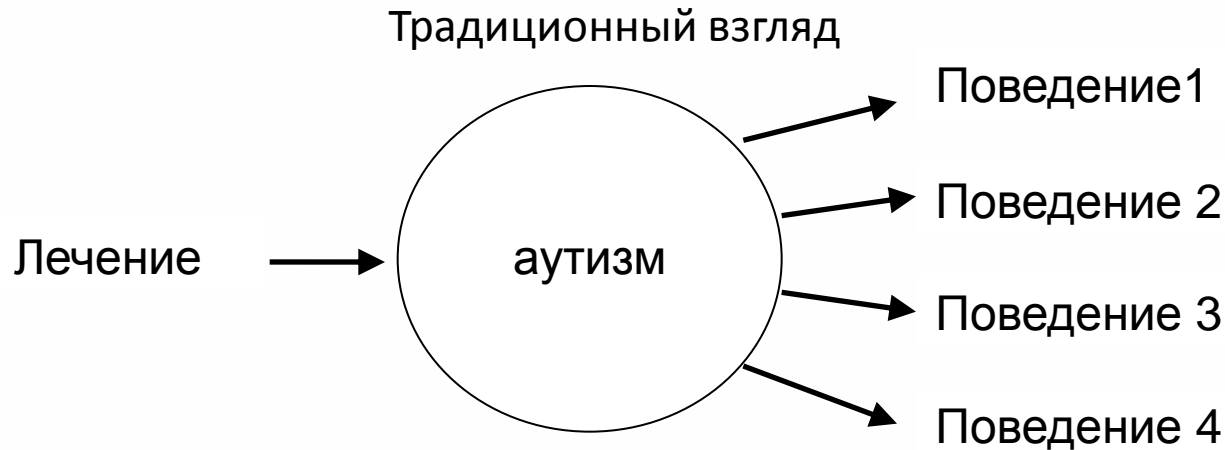 Традиционный взгляд
Поведение1
Поведение 2
Лечение
аутизм
Поведение 3
Поведение 4